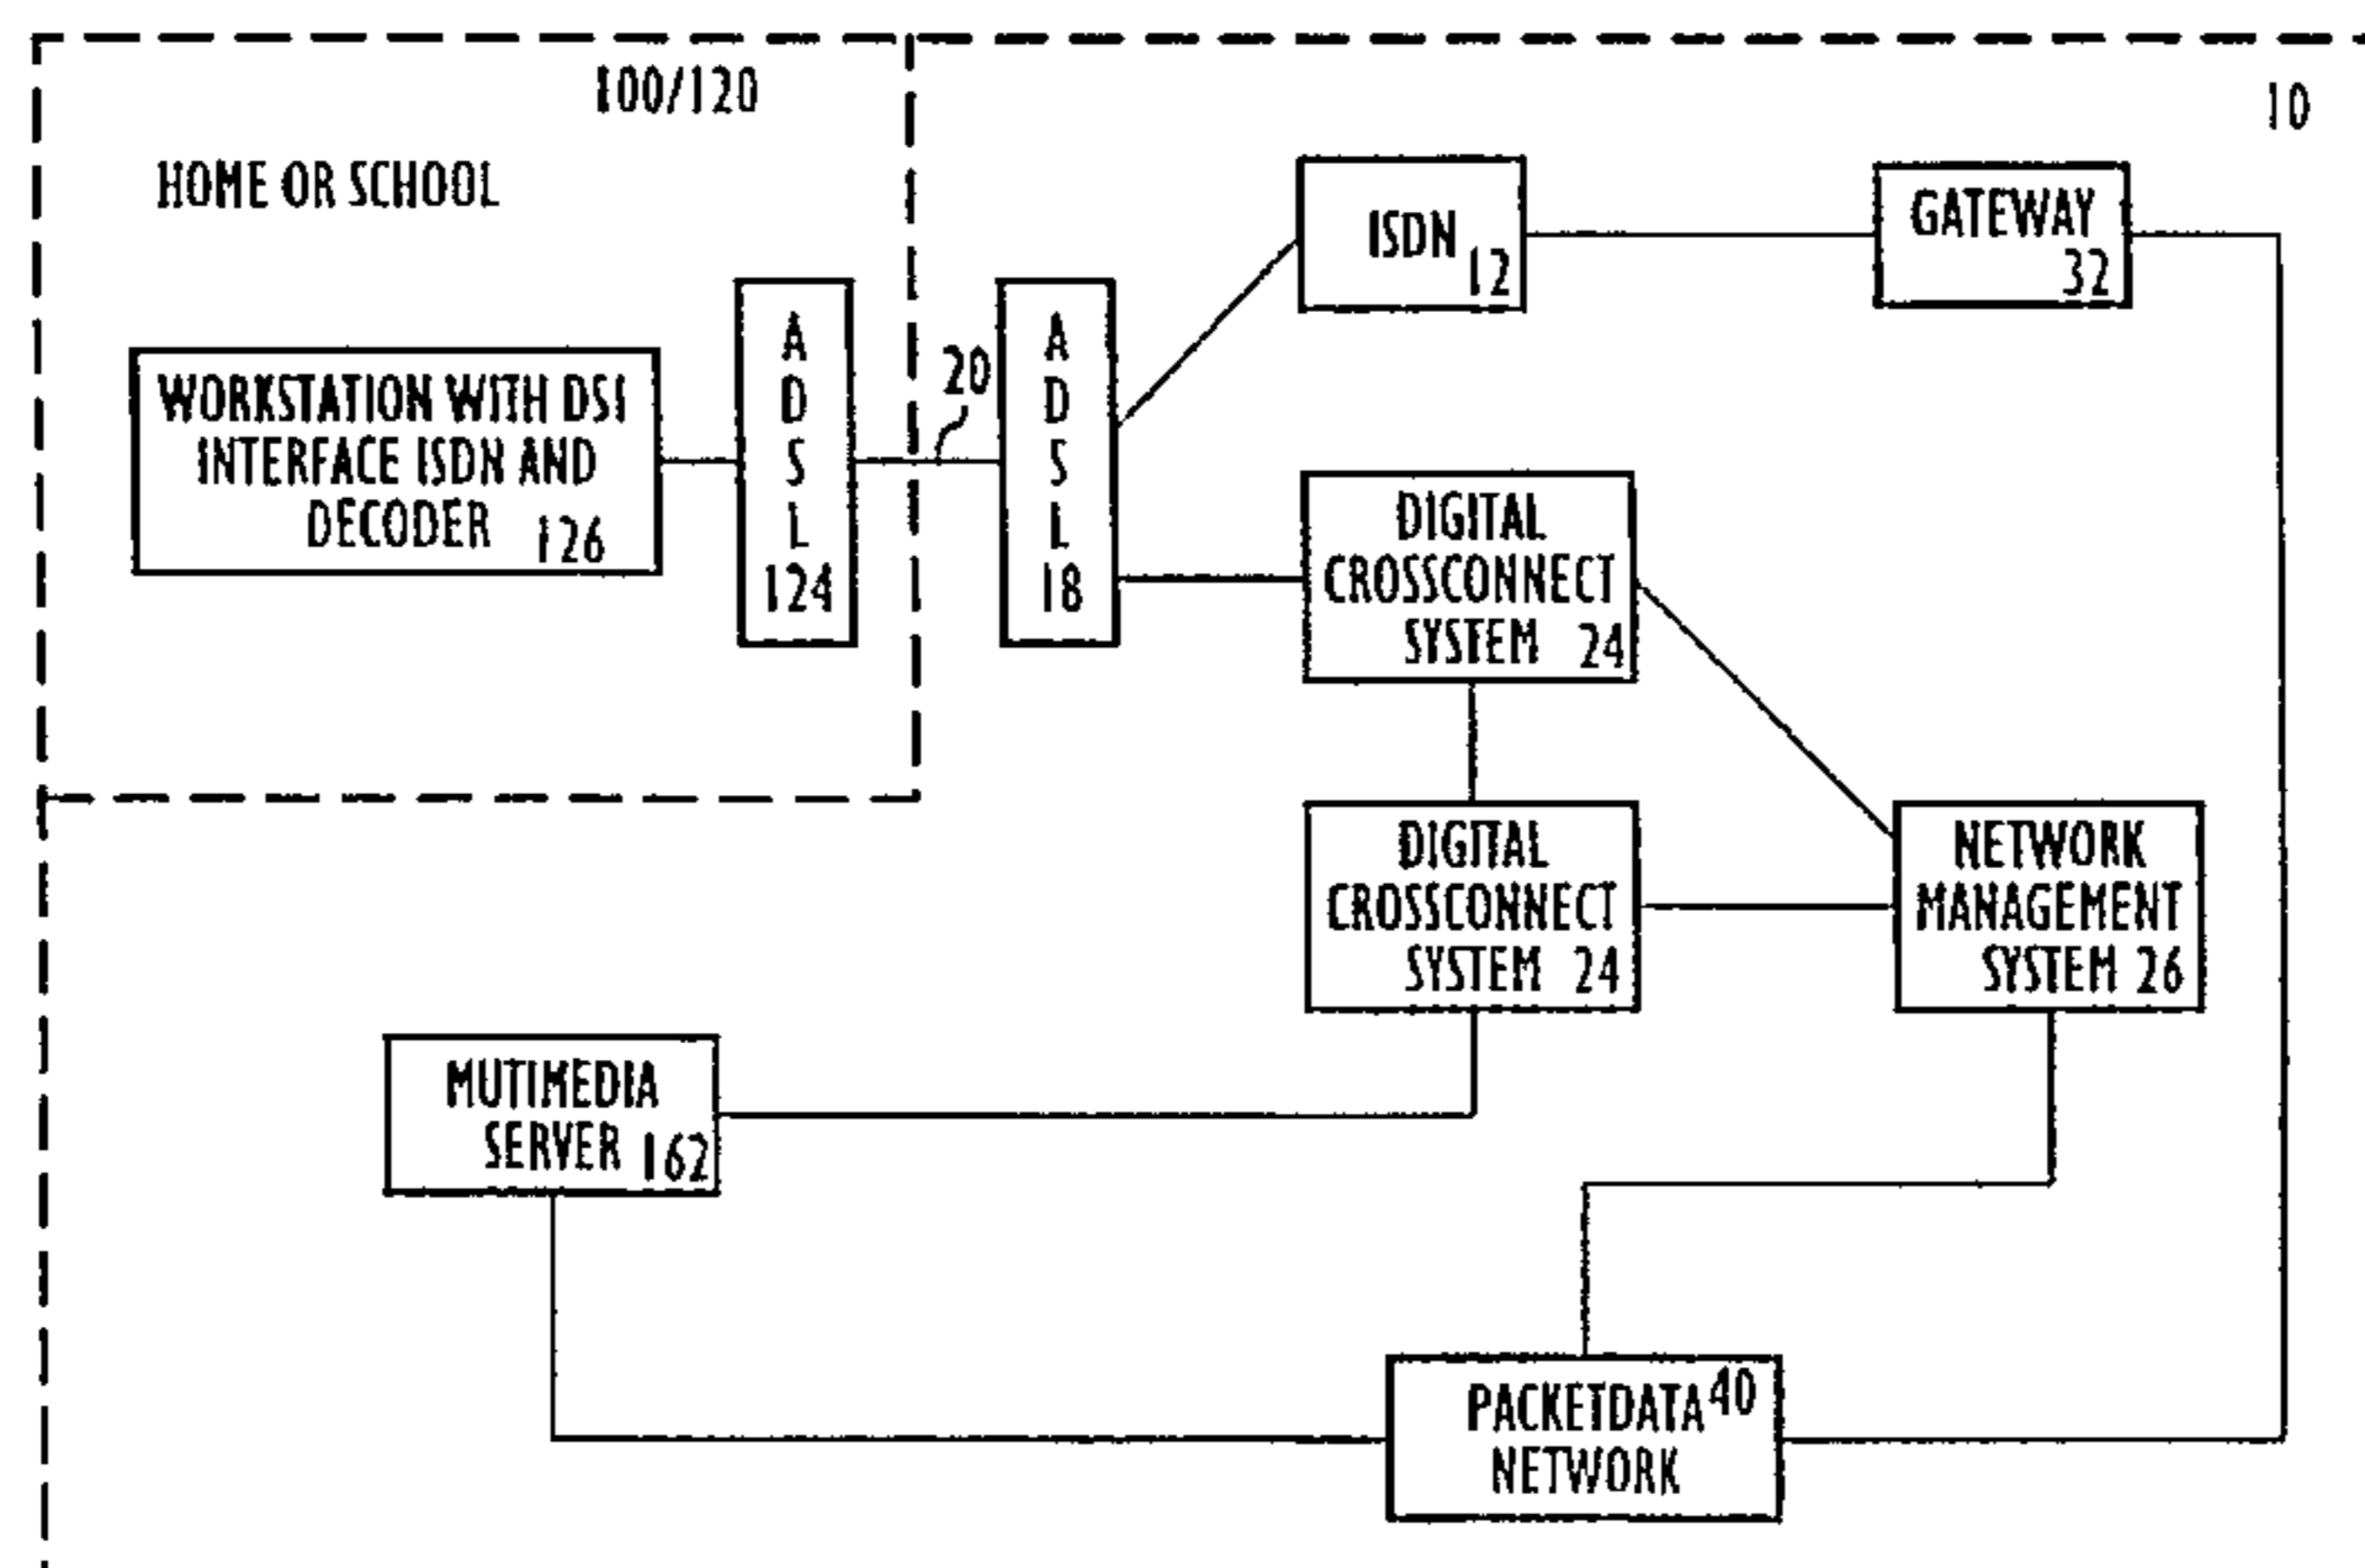 100/120
10
HOME OR SCHOOL
ISDN
12
GATEWAY
32
WORKSTATION WITH DS1
INTERFACE ISDN AND
DECODER 126
A
D
S
L
124
20
A
D
S
L
18
DIGITAL
CROSSCONNECT
SYSTEM 24
DIGITAL
CROSSCONNECT
SYSTEM 24
NETWORK
MANAGEMENT
SYSTEM 26
MUTIMEDIA
SERVER 162
PACKETDATA 40
NETWORK